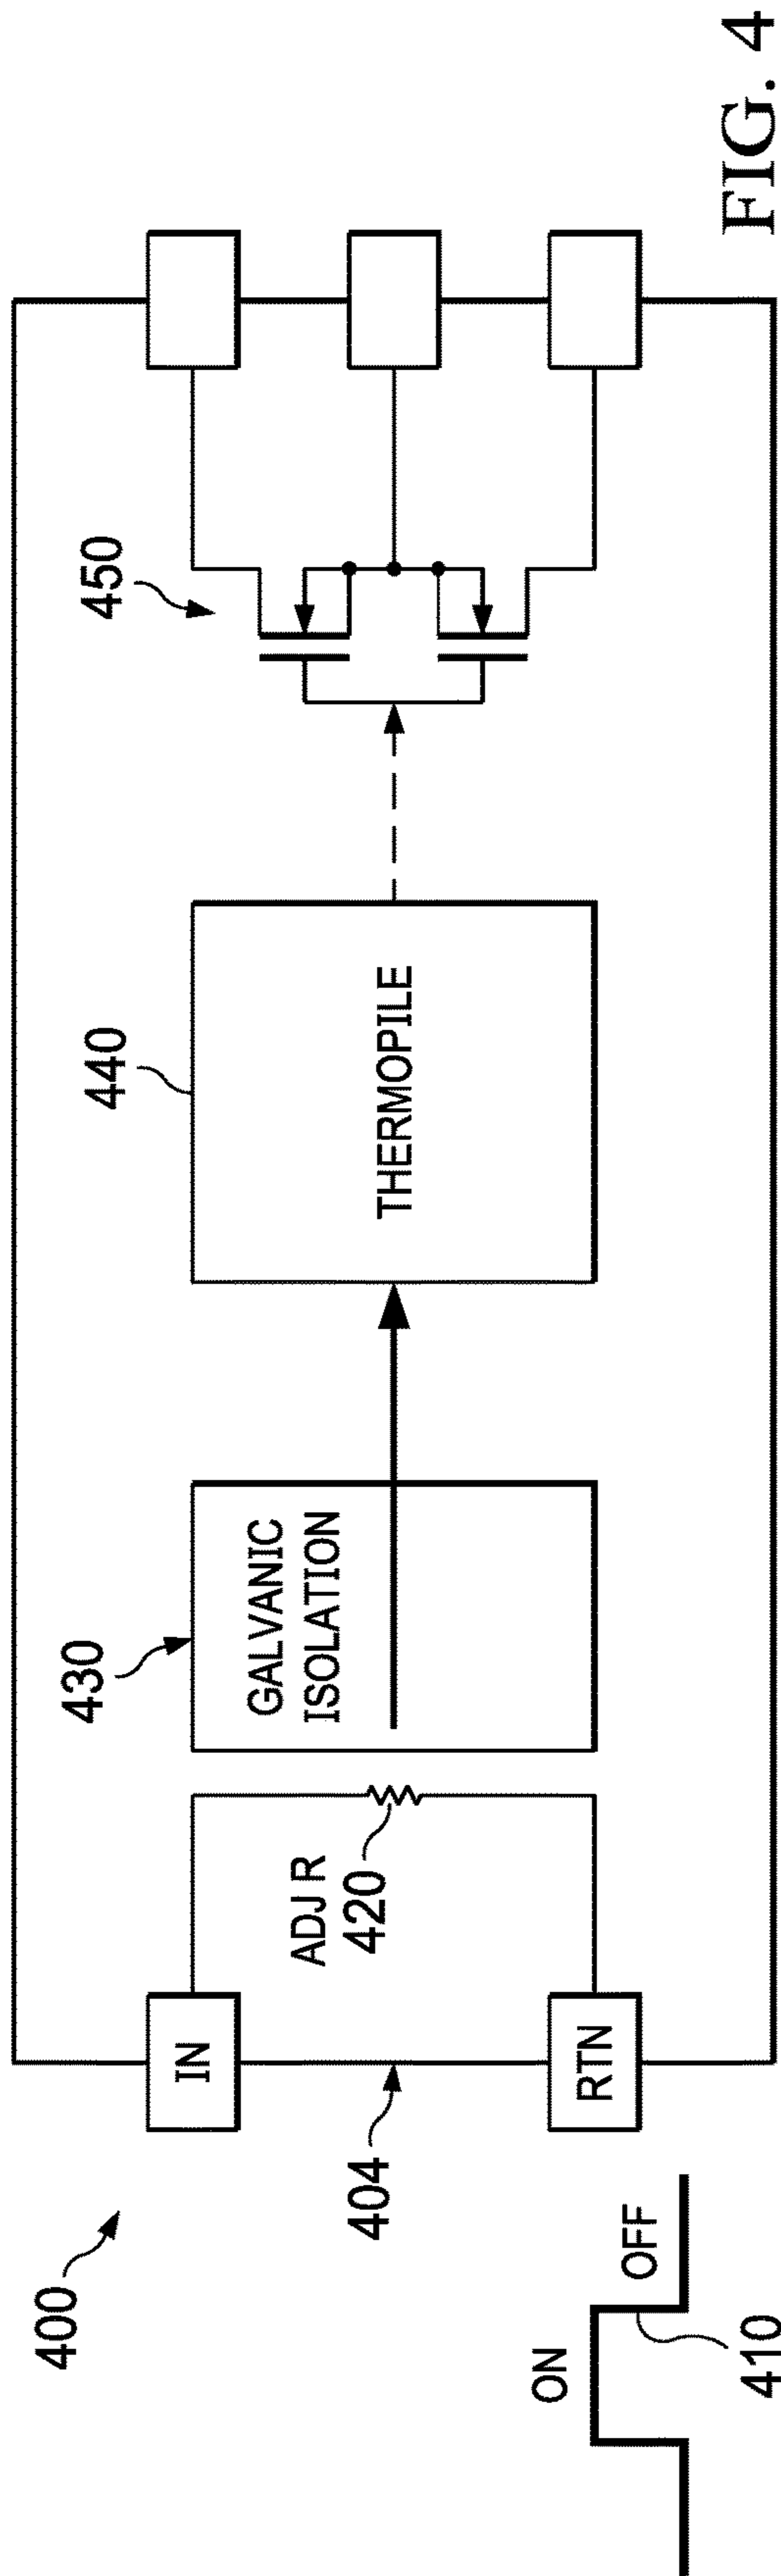 400
404
IN
RTN
ON
OFF
410
ADJ R
420
430
GALVANIC
ISOLATION
440
THERMOPILE
450
FIG. 4